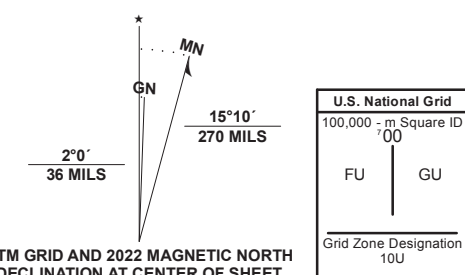 ★
MN
GN
15°10´
270 MILS
2°0´
36 MILS
TM GRID AND 2022 MAGNETIC NORTH
DECLINATION AT CENTER OF SHEET
U.S. National Grid
100,000 - m Square ID
⁷00
FU GU
Grid Zone Designation
10U